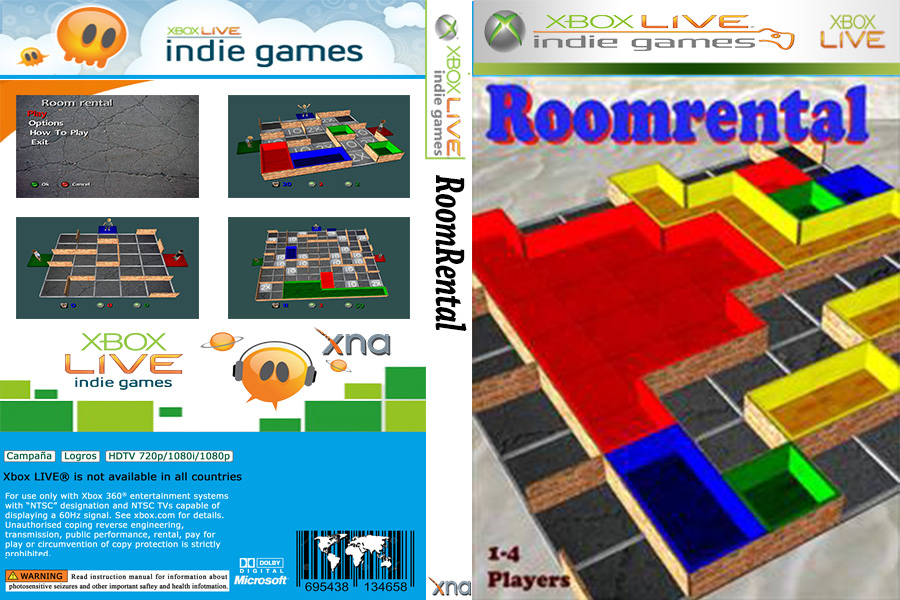 XBOX LIVE
indie games
Room rental
Play
Options
How To Play
Exit
Ok
Cancel
XBOX
LIVE
indie games
xna
Campaña Logros HDTV 720p/1080i/1080p
Xbox LIVE® is not available in all countries
For use only with Xbox 360® entertainment systems
with “NTSC” designation and NTSC TVs capable of
displaying a 60Hz signal. See xbox.com for details.
Unauthorised coping reverse engineering,
transmission, public performance, rental, pay for
play or circumvention of copy protection is strictly
prohibited.
WARNING Read instruction manual for information about
photosensitive seizures and other important saftey and health infotmation.
DOLBY
DIGITAL
Microsoft
695438 134658
XBOX LIVE
indie games
RoomRental
xna
XBOX LIVE
indie games
XBOX
LIVE
Roomrental
1-4
Players